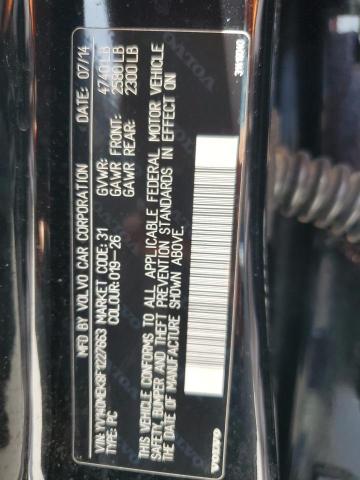 MFD BY VOLVO CAR CORPORATION DATE: 07/14
GVWR: 4740 LB
GAWR FRONT: 2580 LB
GAWR REAR: 2300 LB
MARKET CODE: 31
COLOUR: 019-26
TYPE: PC
THIS VEHICLE CONFORMS TO ALL APPLICABLE FEDERAL MOTOR VEHICLE
SAFETY, BUMPER AND THEFT PREVENTION STANDARDS IN EFFECT ON
THE DATE OF MANUFACTURE SHOWN ABOVE.
VOLVO